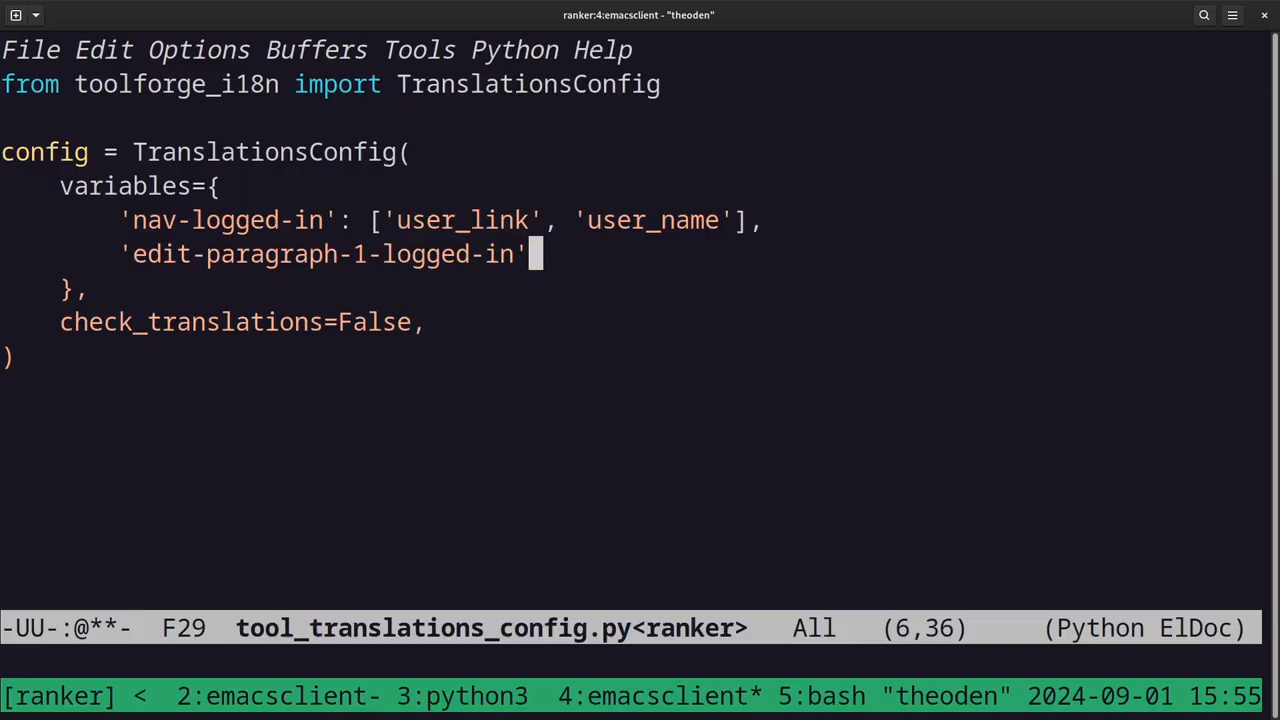 ranker:4:emacsclient - "theoden"
File Edit Options Buffers Tools Python Help
from toolforge_i18n import TranslationsConfig
config = TranslationsConfig(
    variables={
        'nav-logged-in': ['user_link', 'user_name'],
        'edit-paragraph-1-logged-in'
    },
    check_translations=False,
)
-UU-:@**-  F29  tool_translations_config.py<ranker>   All   (6,36)      (Python ElDoc)
[ranker] <  2:emacsclient- 3:python3  4:emacsclient* 5:bash "theoden" 2024-09-01 15:55